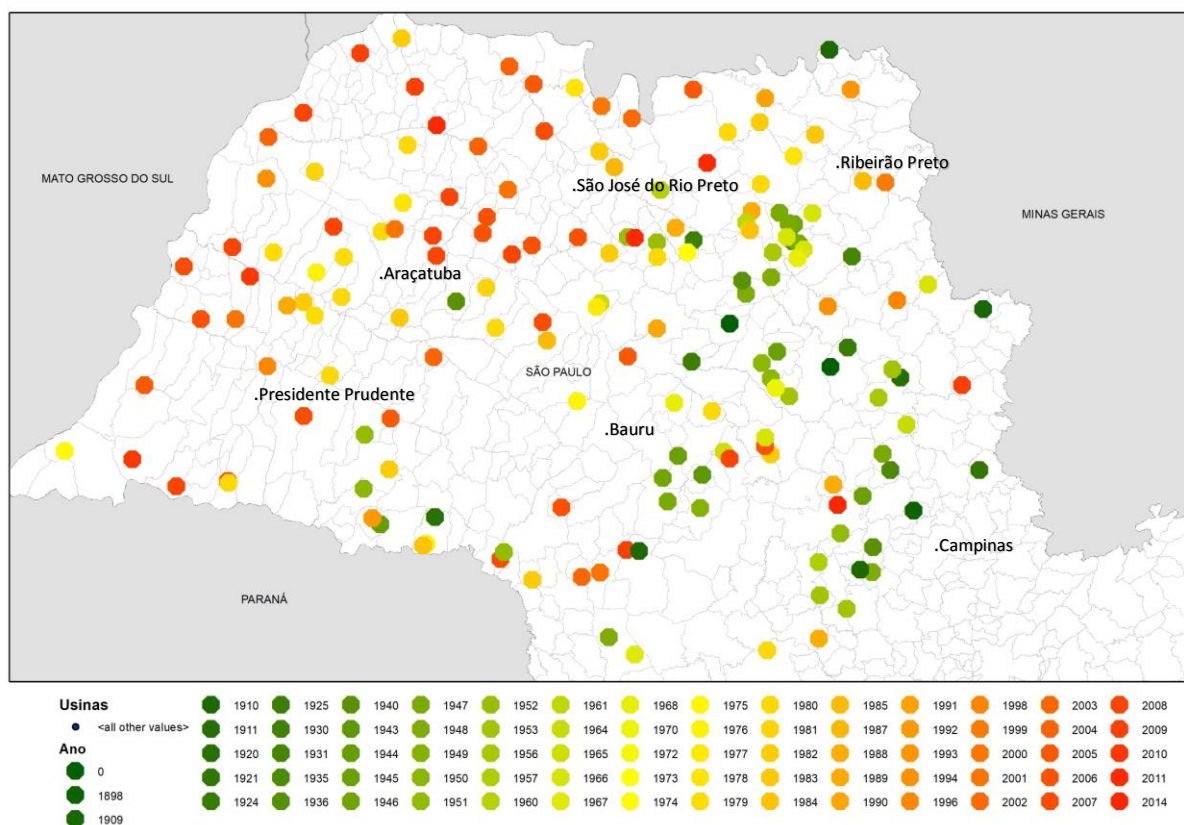 .Ribeirão Preto
MATO GROSSO DO SUL
.São José do Rio Preto
MINAS GERAIS
.Araçatuba
SÃO PAULO
.Presidente Prudente
.Bauru
.Campinas
PARANÁ
Usinas
<all other values>
Ano
0
1898
1909
1910 1925 1940 1947 1952 1961 1968 1975 1980 1985 1991 1998 2003 2008
1911 1930 1943 1948 1953 1964 1970 1976 1981 1987 1992 1999 2004 2009
1920 1931 1944 1949 1956 1965 1972 1977 1982 1988 1993 2000 2005 2010
1921 1935 1945 1950 1957 1966 1973 1978 1983 1989 1994 2001 2006 2011
1924 1936 1946 1951 1960 1967 1974 1979 1984 1990 1996 2002 2007 2014